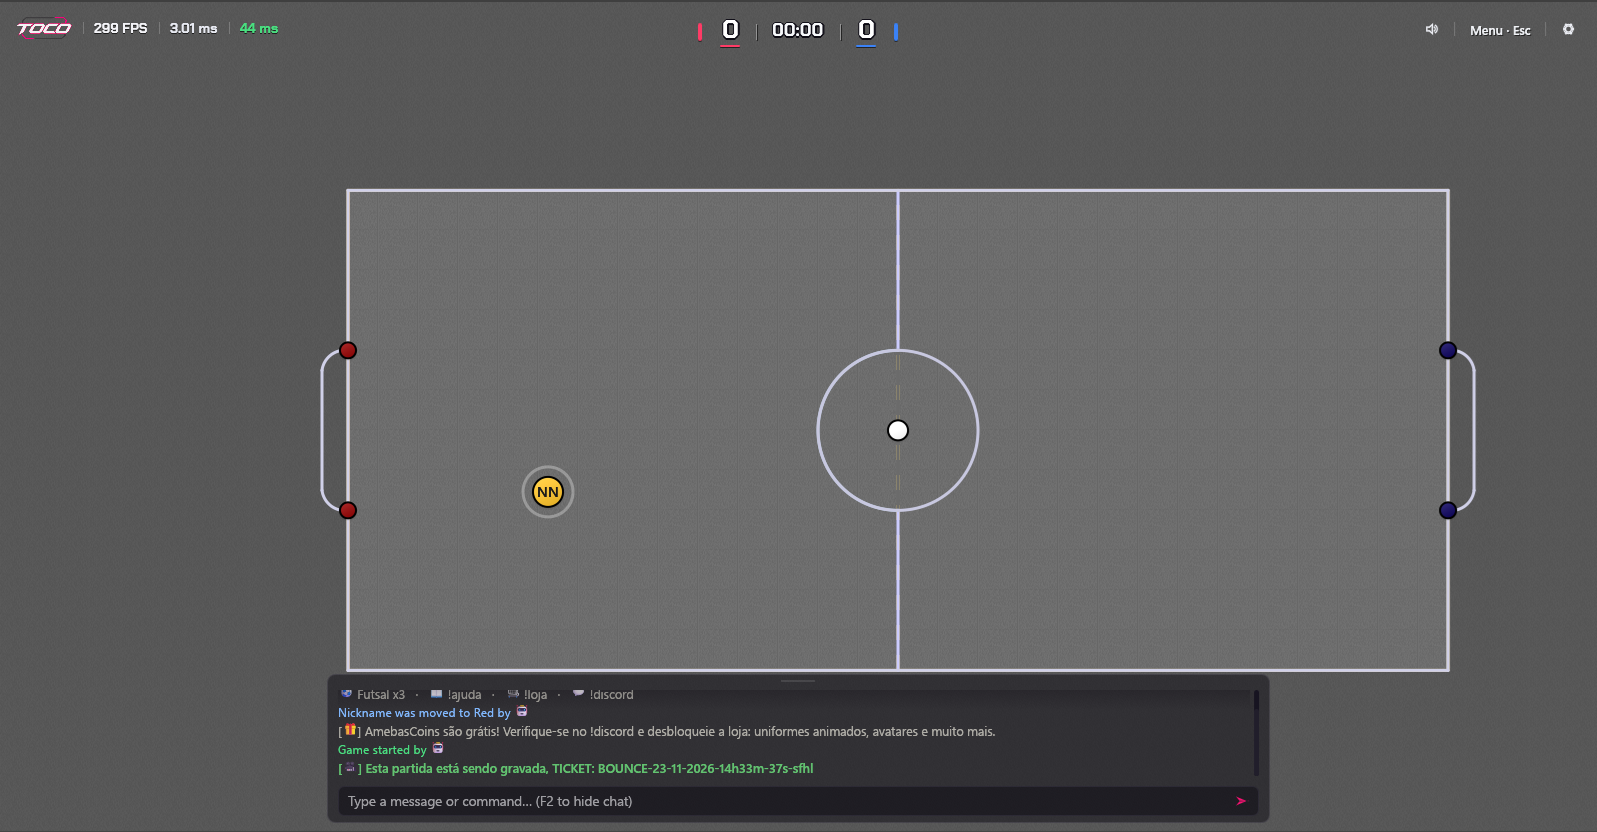 TOCO 299 FPS 3.01 ms 44 ms
0 00:00 0
Menu · Esc
NN
Futsal x3 · !ajuda · !loja · !discord
Nickname was moved to Red by
[🎁] AmebasCoins são grátis! Verifique-se no !discord e desbloqueie a loja: uniformes animados, avatares e muito mais.
Game started by
[ ] Esta partida está sendo gravada, TICKET: BOUNCE-23-11-2026-14h33m-37s-sfhl
Type a message or command... (F2 to hide chat)